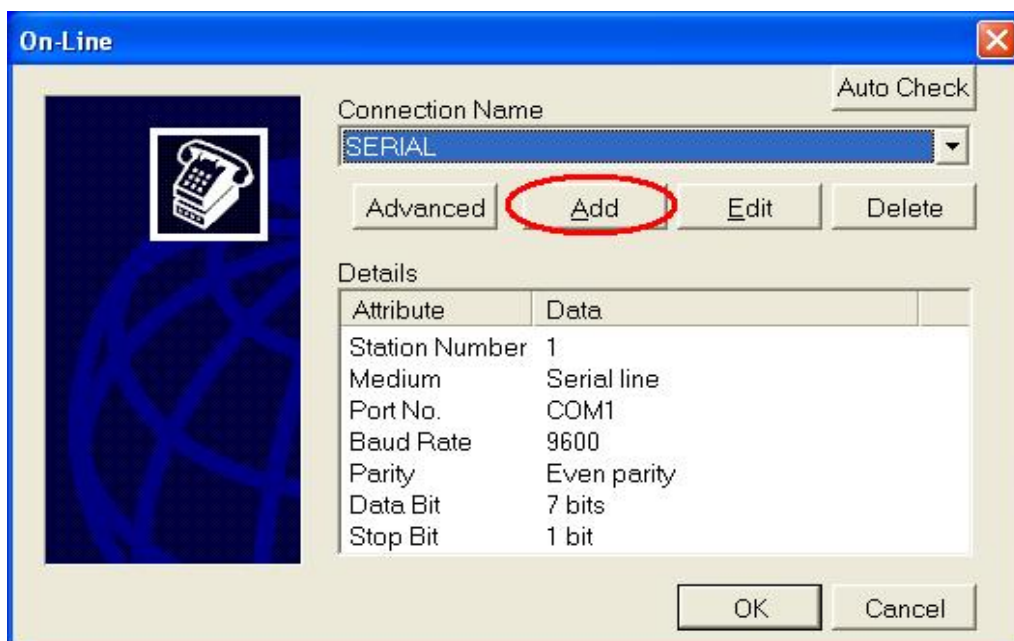 On-Line
Auto Check
Connection Name
SERIAL
Advanced Add Edit Delete
Details
Attribute Data
Station Number 1
Medium Serial line
Port No. COM1
Baud Rate 9600
Parity Even parity
Data Bit 7 bits
Stop Bit 1 bit
OK Cancel